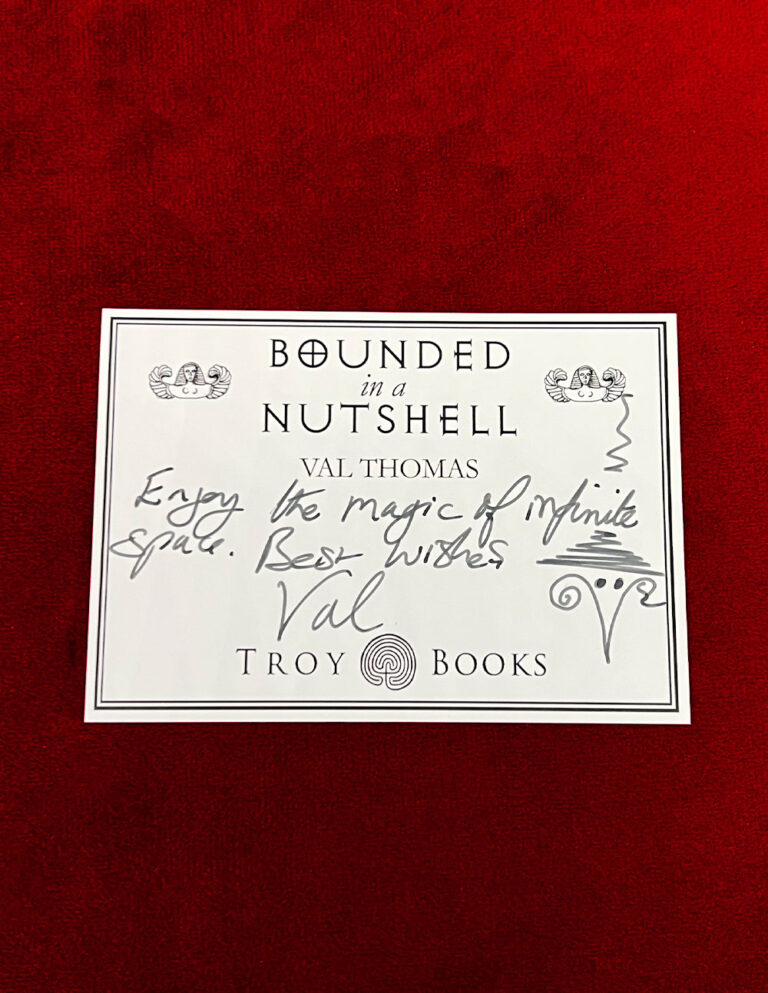 BOUNDED
in a
NUTSHELL
VAL THOMAS
Enjoy the magic of infinite
space. Best wishes
Val
TROY BOOKS